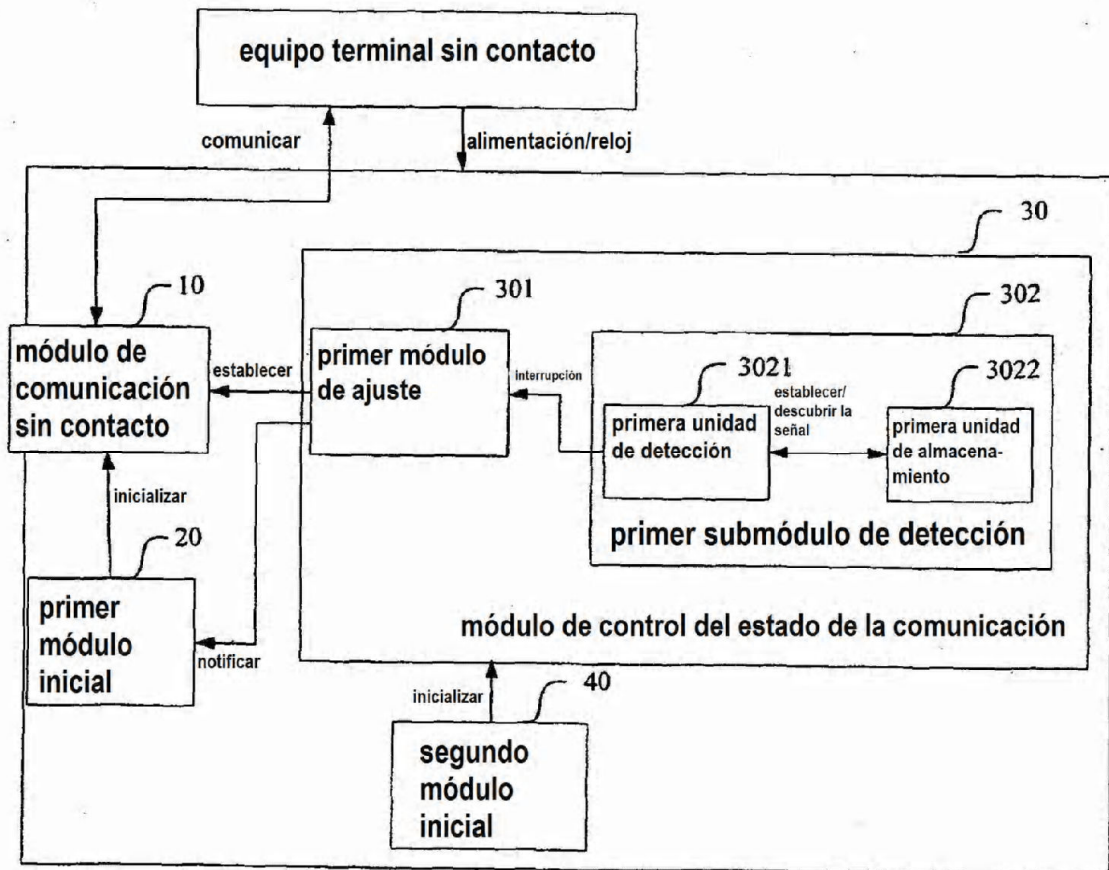 equipo terminal sin contacto
comunicar
alimentación/reloj
30
10
301
302
módulo de
comunicación
sin contacto
establecer
primer módulo
de ajuste
interrupción
3021
establecer/
descubrir la
señal
3022
primera unidad
de detección
primera unidad
de almacena-
miento
primer submódulo de detección
inicializar
20
primer
módulo
inicial
notificar
módulo de control del estado de la comunicación
inicializar
40
segundo
módulo
inicial